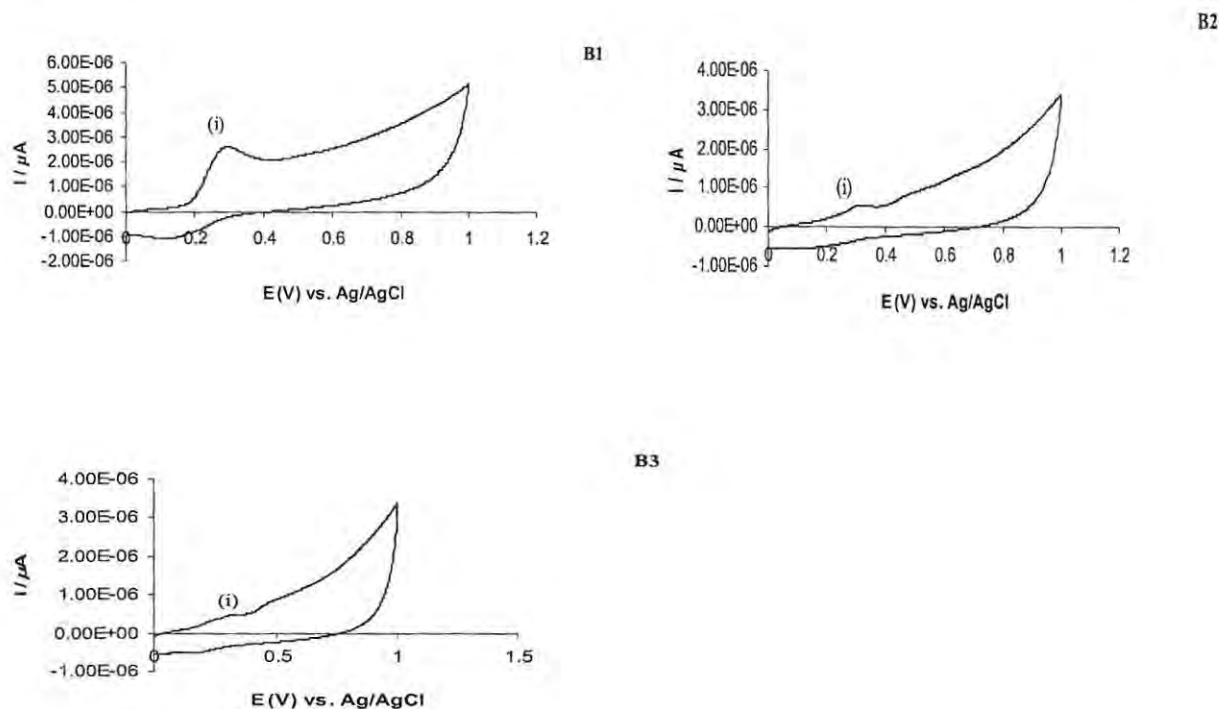 B1
6.00E-06
5.00E-06
4.00E-06
3.00E-06
2.00E-06
1.00E-06
0.00E+00
-1.00E-06
-2.00E-06
I / µA
(i)
0 0.2 0.4 0.6 0.8 1 1.2
E(V) vs. Ag/AgCl
B2
4.00E-06
3.00E-06
2.00E-06
1.00E-06
0.00E+00
-1.00E-06
I / µA
(i)
0 0.2 0.4 0.6 0.8 1 1.2
E(V) vs. Ag/AgCl
B3
4.00E-06
3.00E-06
2.00E-06
1.00E-06
0.00E+00
-1.00E-06
I / µA
(i)
0 0.5 1 1.5
E(V) vs. Ag/AgCl